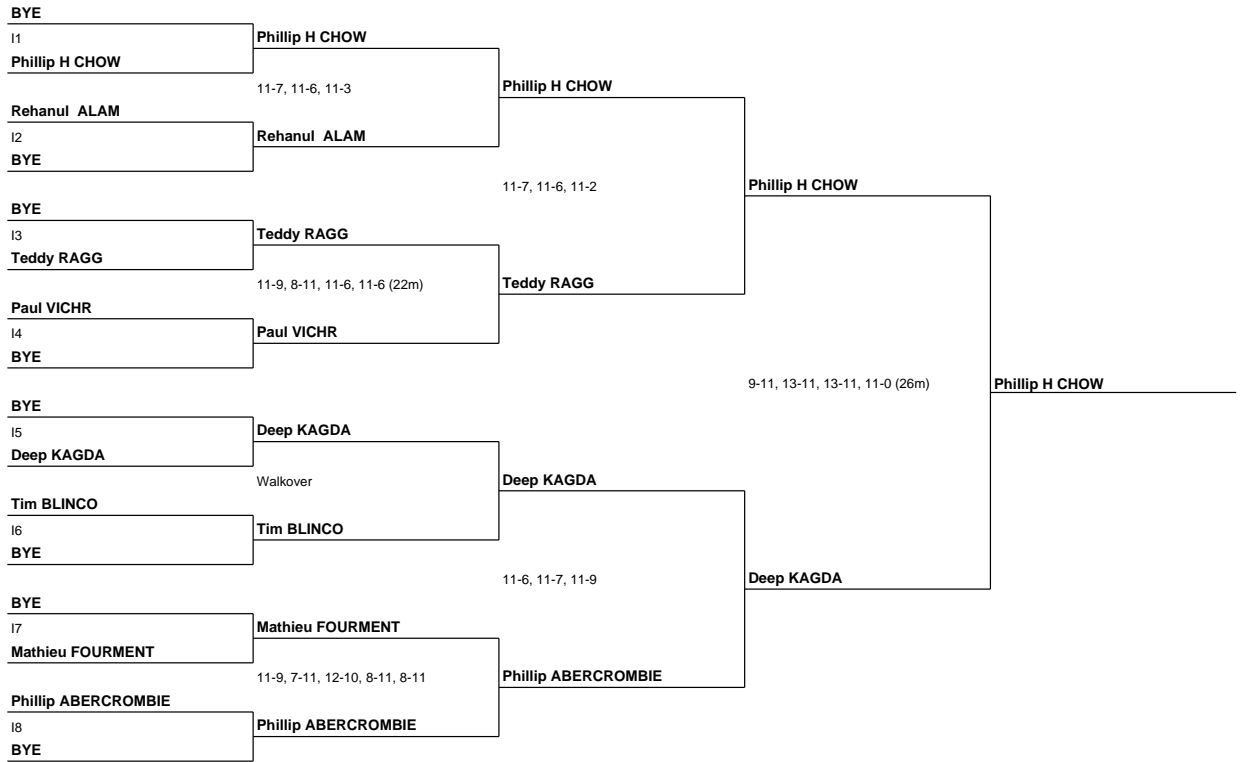 BYE
I1
Phillip H CHOW
Phillip H CHOW
11-7, 11-6, 11-3
Rehanul  ALAM
I2
BYE
Rehanul  ALAM
Phillip H CHOW
11-7, 11-6, 11-2
BYE
I3
Teddy RAGG
Teddy RAGG
11-9, 8-11, 11-6, 11-6 (22m)
Paul VICHR
I4
BYE
Paul VICHR
Teddy RAGG
Phillip H CHOW
9-11, 13-11, 13-11, 11-0 (26m)
Phillip H CHOW
BYE
I5
Deep KAGDA
Deep KAGDA
Walkover
Tim BLINCO
I6
BYE
Tim BLINCO
Deep KAGDA
11-6, 11-7, 11-9
Deep KAGDA
BYE
I7
Mathieu FOURMENT
Mathieu FOURMENT
11-9, 7-11, 12-10, 8-11, 8-11
Phillip ABERCROMBIE
I8
BYE
Phillip ABERCROMBIE
Phillip ABERCROMBIE